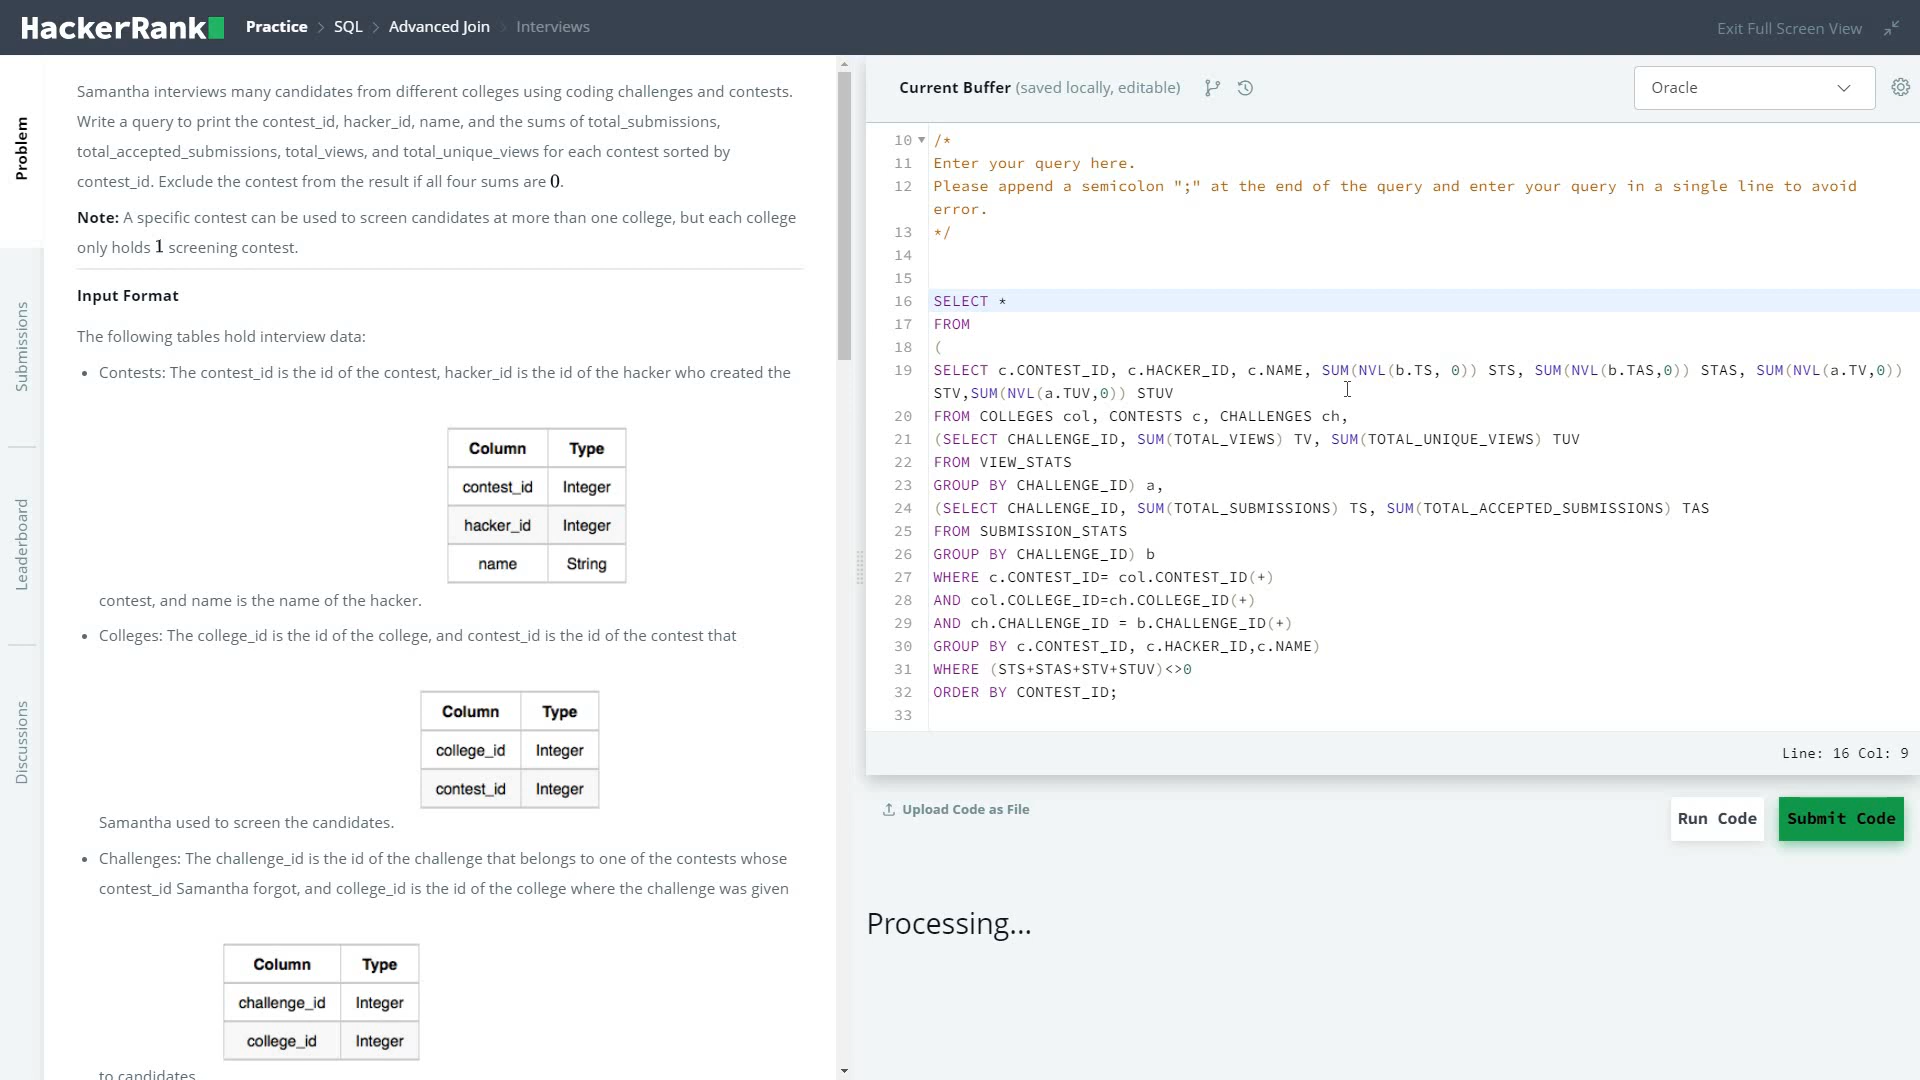 HackerRank
Practice > SQL > Advanced Join > Interviews
Exit Full Screen View
Problem
Submissions
Leaderboard
Discussions
Samantha interviews many candidates from different colleges using coding challenges and contests.
Write a query to print the contest_id, hacker_id, name, and the sums of total_submissions,
total_accepted_submissions, total_views, and total_unique_views for each contest sorted by
contest_id. Exclude the contest from the result if all four sums are 0.
Note: A specific contest can be used to screen candidates at more than one college, but each college
only holds 1 screening contest.
Input Format
The following tables hold interview data:
• Contests: The contest_id is the id of the contest, hacker_id is the id of the hacker who created the
Column Type
contest_id Integer
hacker_id Integer
name String
contest, and name is the name of the hacker.
• Colleges: The college_id is the id of the college, and contest_id is the id of the contest that
Column Type
college_id Integer
contest_id Integer
Samantha used to screen the candidates.
• Challenges: The challenge_id is the id of the challenge that belongs to one of the contests whose
contest_id Samantha forgot, and college_id is the id of the college where the challenge was given
Column Type
challenge_id Integer
college_id Integer
to candidates.
Current Buffer (saved locally, editable)
Oracle
10 /*
11 Enter your query here.
12 Please append a semicolon ";" at the end of the query and enter your query in a single line to avoid
error.
13 */
14
15
16 SELECT *
17 FROM
18 (
19 SELECT c.CONTEST_ID, c.HACKER_ID, c.NAME, SUM(NVL(b.TS, 0)) STS, SUM(NVL(b.TAS,0)) STAS, SUM(NVL(a.TV,0))
STV,SUM(NVL(a.TUV,0)) STUV
20 FROM COLLEGES col, CONTESTS c, CHALLENGES ch,
21 (SELECT CHALLENGE_ID, SUM(TOTAL_VIEWS) TV, SUM(TOTAL_UNIQUE_VIEWS) TUV
22 FROM VIEW_STATS
23 GROUP BY CHALLENGE_ID) a,
24 (SELECT CHALLENGE_ID, SUM(TOTAL_SUBMISSIONS) TS, SUM(TOTAL_ACCEPTED_SUBMISSIONS) TAS
25 FROM SUBMISSION_STATS
26 GROUP BY CHALLENGE_ID) b
27 WHERE c.CONTEST_ID= col.CONTEST_ID(+)
28 AND col.COLLEGE_ID=ch.COLLEGE_ID(+)
29 AND ch.CHALLENGE_ID = b.CHALLENGE_ID(+)
30 GROUP BY c.CONTEST_ID, c.HACKER_ID,c.NAME)
31 WHERE (STS+STAS+STV+STUV)<>0
32 ORDER BY CONTEST_ID;
33
Line: 16 Col: 9
Upload Code as File
Run Code
Submit Code
Processing...